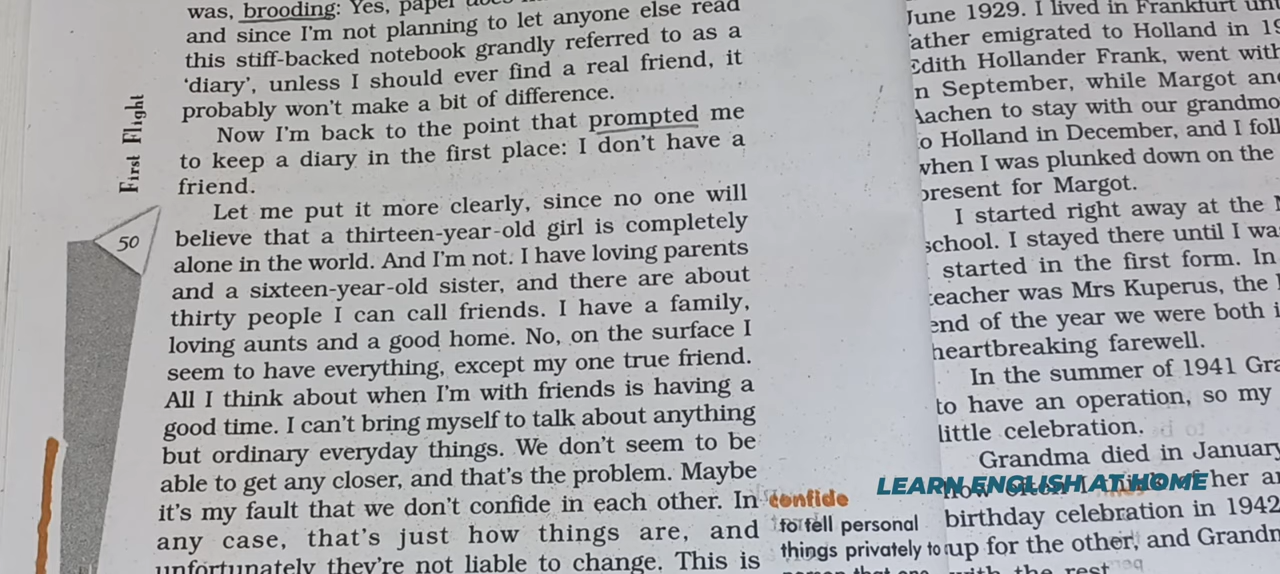 was, brooding: Yes, paper
and since I'm not planning to let anyone else read
this stiff-backed notebook grandly referred to as a
'diary', unless I should ever find a real friend, it
probably won't make a bit of difference.
Now I'm back to the point that prompted me
to keep a diary in the first place: I don't have a
friend.
Let me put it more clearly, since no one will
believe that a thirteen-year-old girl is completely
alone in the world. And I'm not. I have loving parents
and a sixteen-year-old sister, and there are about
thirty people I can call friends. I have a family,
loving aunts and a good home. No, on the surface I
seem to have everything, except my one true friend.
All I think about when I'm with friends is having a
good time. I can't bring myself to talk about anything
but ordinary everyday things. We don't seem to be
able to get any closer, and that's the problem. Maybe
it's my fault that we don't confide in each other. In
any case, that's just how things are, and
unfortunately they're not liable to change. This is
First Flight
50
confide
to tell personal
things privately to
June 1929. I lived in Frankfurt
emigrated to Holland in
Edith Hollander Frank, went with
September, while Margot
Aachen to stay with our
to Holland in December, and I
when I was plunked down on the
present for Margot.
I started right away at the
school. I stayed there until I
started in the first form. In
teacher was Mrs Kuperus, the
end of the year we were both
heartbreaking farewell.
In the summer of 1941
to have an operation, so my
little celebration.
Grandma died in January
LEARN ENGLISH AT HOME
birthday celebration in 1942
up for the other, and
with the rest